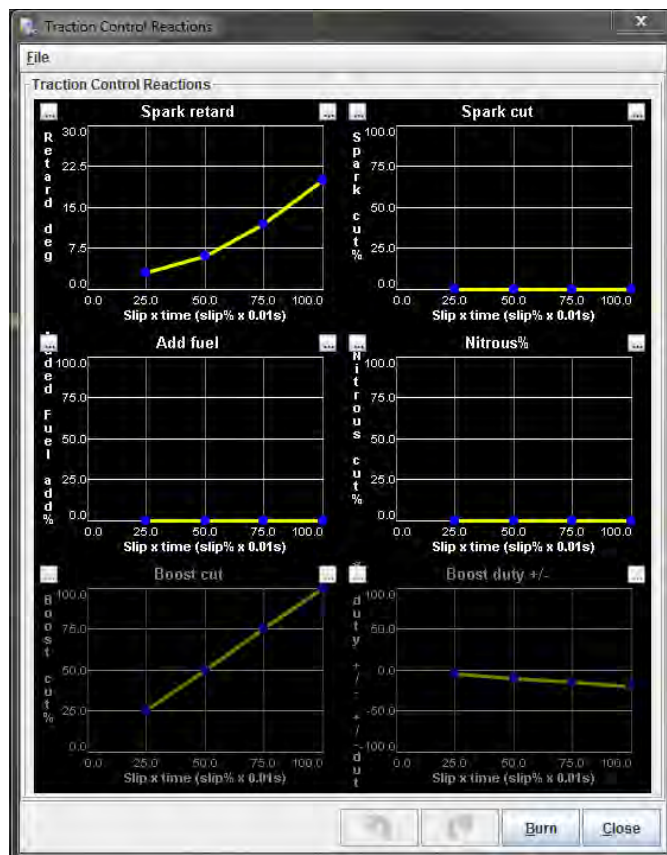 Traction Control Reactions
File
Traction Control Reactions
... Spark retard ...
Retard deg
30.0
22.5
15.0
7.5
0.0
0.0 25.0 50.0 75.0 100.0
Slip x time (slip% x 0.01s)
... Spark cut ...
Spark cut%
100.0
75.0
50.0
25.0
0.0
0.0 25.0 50.0 75.0 100.0
Slip x time (slip% x 0.01s)
... Add fuel ...
Fuel add%
100.0
75.0
50.0
25.0
0.0
0.0 25.0 50.0 75.0 100.0
Slip x time (slip% x 0.01s)
... Nitrous% ...
Nitrous cut%
100.0
75.0
50.0
25.0
0.0
0.0 25.0 50.0 75.0 100.0
Slip x time (slip% x 0.01s)
... Boost cut ...
Boost cut%
100.0
75.0
50.0
25.0
0.0
0.0 25.0 50.0 75.0 100.0
Slip x time (slip% x 0.01s)
... Boost duty +/- ...
duty +/-
100.0
50.0
0.0
-50.0
-100.0
0.0 25.0 50.0 75.0 100.0
Slip x time (slip% x 0.01s)
Burn Close